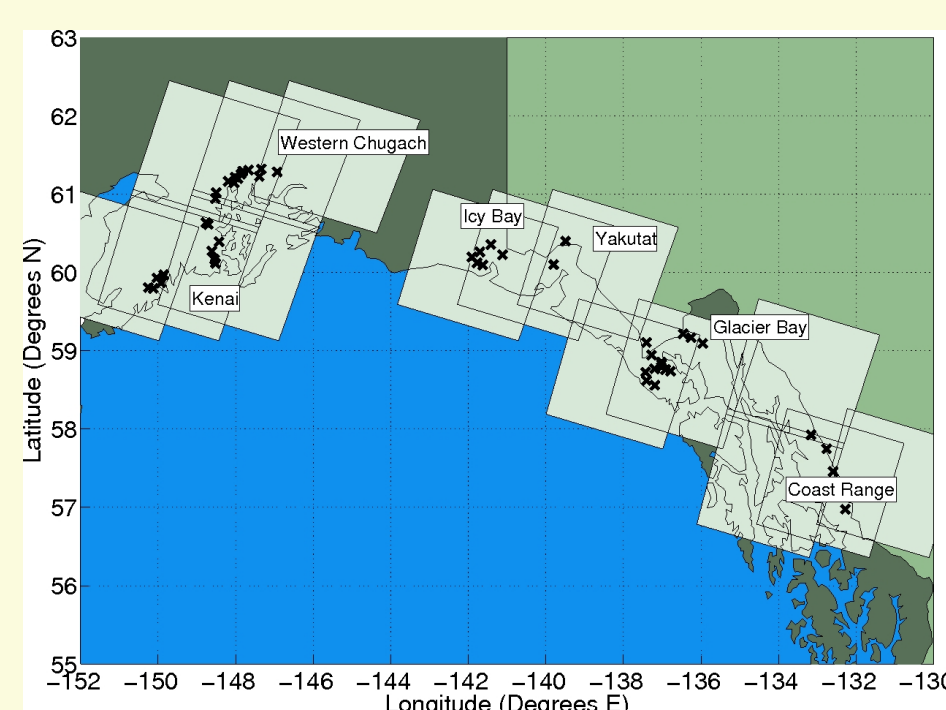 63
62
61
60
59
58
57
56
55
Latitude (Degrees N)
Western Chugach
Icy Bay
Yakutat
Kenai
Glacier Bay
Coast Range
−152 −150 −148 −146 −144 −142 −140 −138 −136 −134 −132 −130
Longitude (Degrees E)